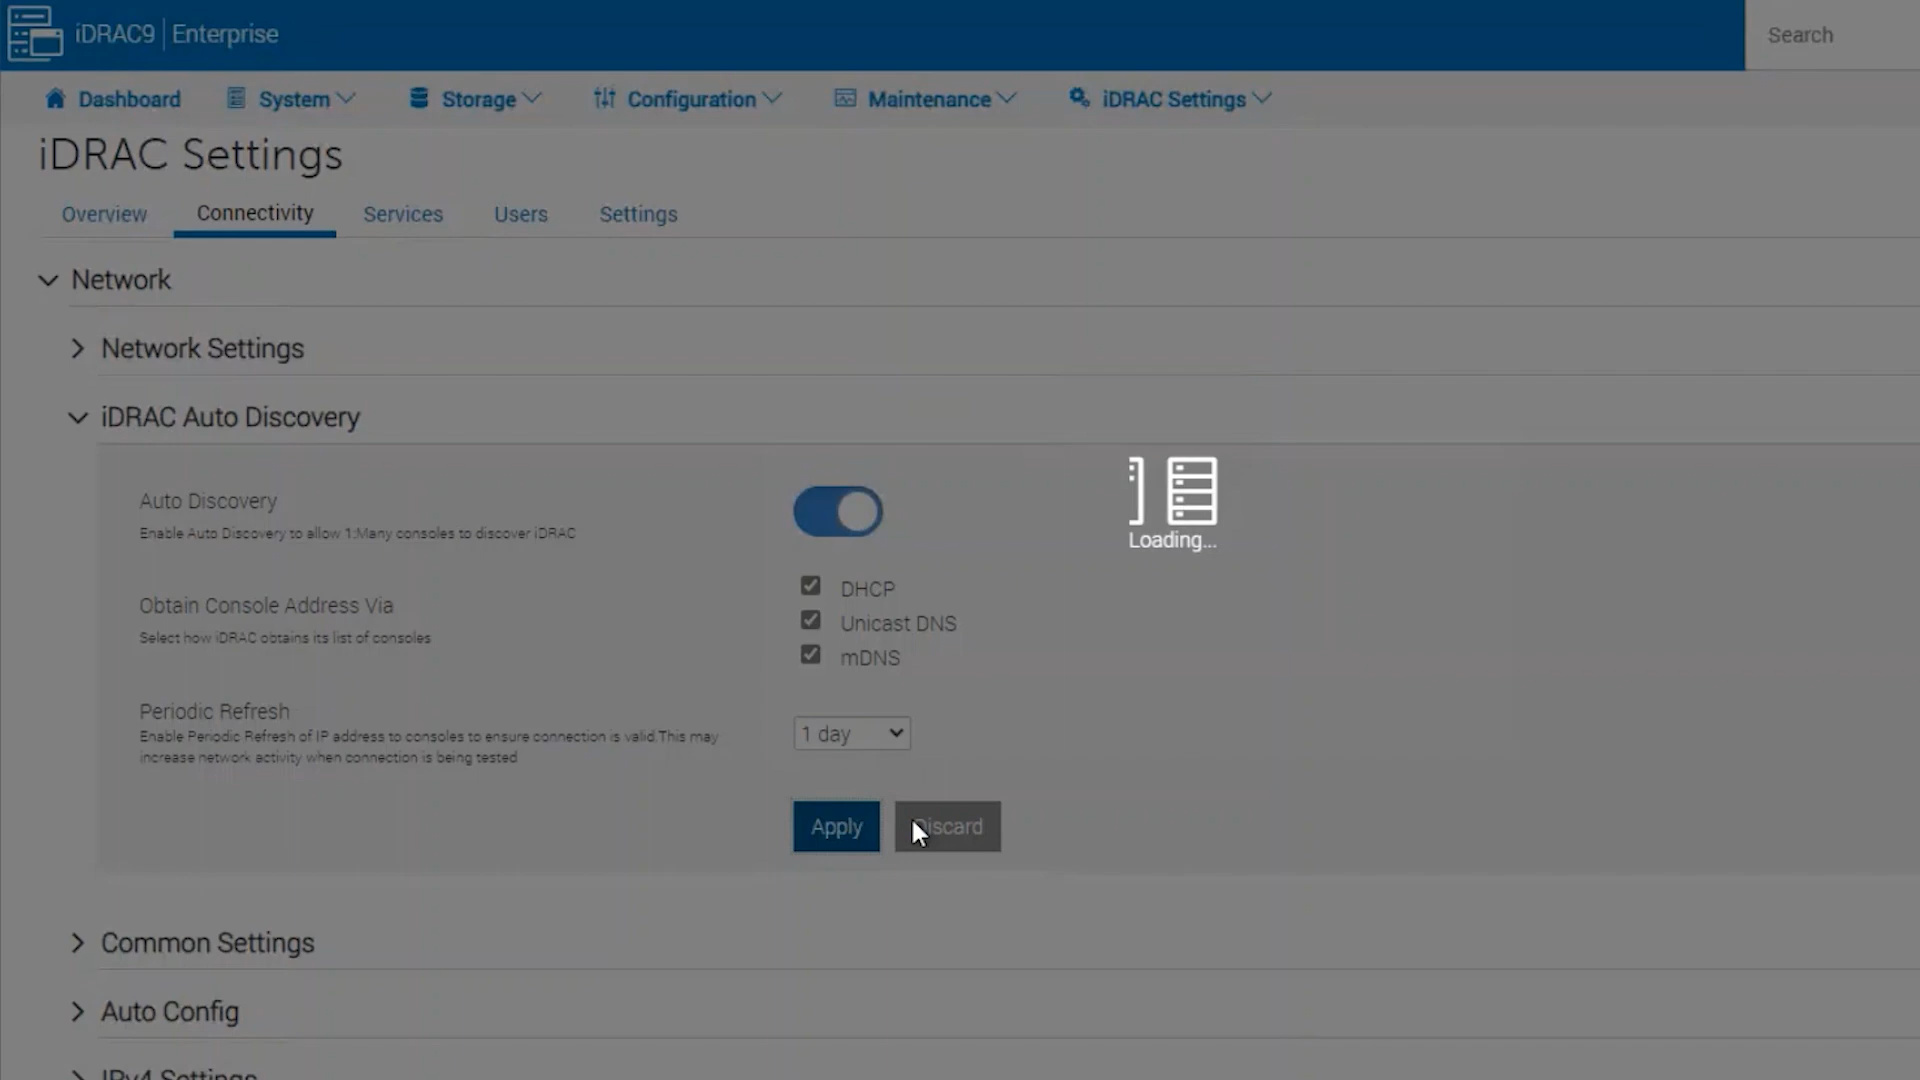 iDRAC9 | Enterprise
Search
Dashboard System Storage Configuration Maintenance iDRAC Settings
iDRAC Settings
Overview Connectivity Services Users Settings
Network
Network Settings
iDRAC Auto Discovery
Auto Discovery
Enable Auto Discovery to allow 1:Many consoles to discover iDRAC
Loading...
Obtain Console Address Via
Select how iDRAC obtains its list of consoles
DHCP
Unicast DNS
mDNS
Periodic Refresh
Enable Periodic Refresh of IP address to consoles to ensure connection is valid.This may
increase network activity when connection is being tested
1 day
Apply Discard
Common Settings
Auto Config
IPv4 Settings